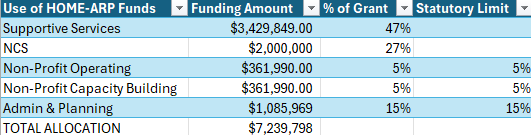 Use of HOME-ARP Funds Funding Amount % of Grant Statutory Limit
Supportive Services $3,429,849.00 47%
NCS $2,000,000 27%
Non-Profit Operating $361,990.00 5% 5%
Non-Profit Capacity Building $361,990.00 5% 5%
Admin & Planning $1,085,969 15% 15%
TOTAL ALLOCATION $7,239,798